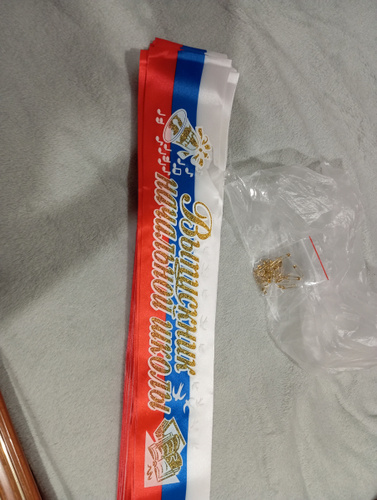 Выпускник
начальной школы